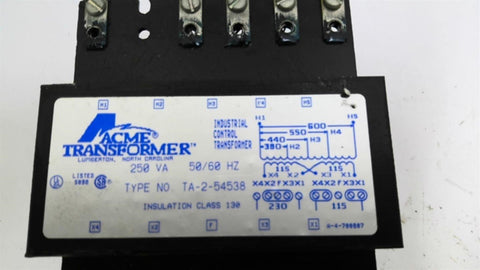 H1 H2 H3 H4 H5
ACME
TRANSFORMER™
LUMBERTON, NORTH CAROLINA
INDUSTRIAL
CONTROL
TRANSFORMER
250 VA 50/60 HZ
LISTED
TYPE NO. TA-2-54538
INSULATION CLASS 130
H1 H5
600
550 H4
440 H3
380 H2
115 115
X4 X2 X3 X1
X4X2FX3X1 X4X2FX3X1
230 115
X4 X2 F X3 X1